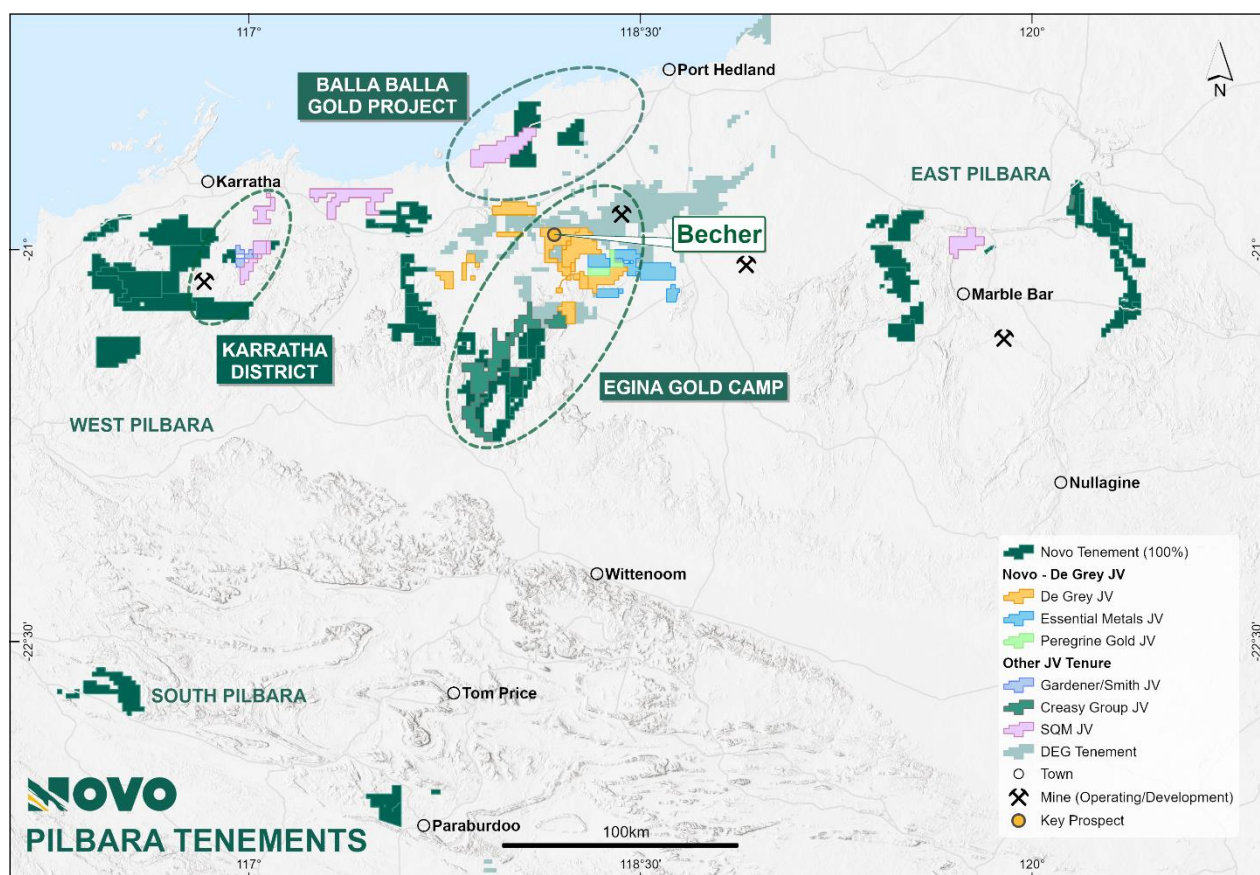 117°
118°30'
120°
BALLA BALLA
GOLD PROJECT
Port Hedland
N
Karratha
EAST PILBARA
-21°
Becher
-21°
Marble Bar
KARRATHA
DISTRICT
EGINA GOLD CAMP
WEST PILBARA
Nullagine
Wittenoom
-22°30'
-22°30'
SOUTH PILBARA
Tom Price
Paraburdoo
Novo Tenement (100%)
Novo - De Grey JV
De Grey JV
Essential Metals JV
Peregrine Gold JV
Other JV Tenure
Gardener/Smith JV
Creasy Group JV
SQM JV
DEG Tenement
Town
Mine (Operating/Development)
Key Prospect
NOVO
PILBARA TENEMENTS
100km
117°
118°30'
120°